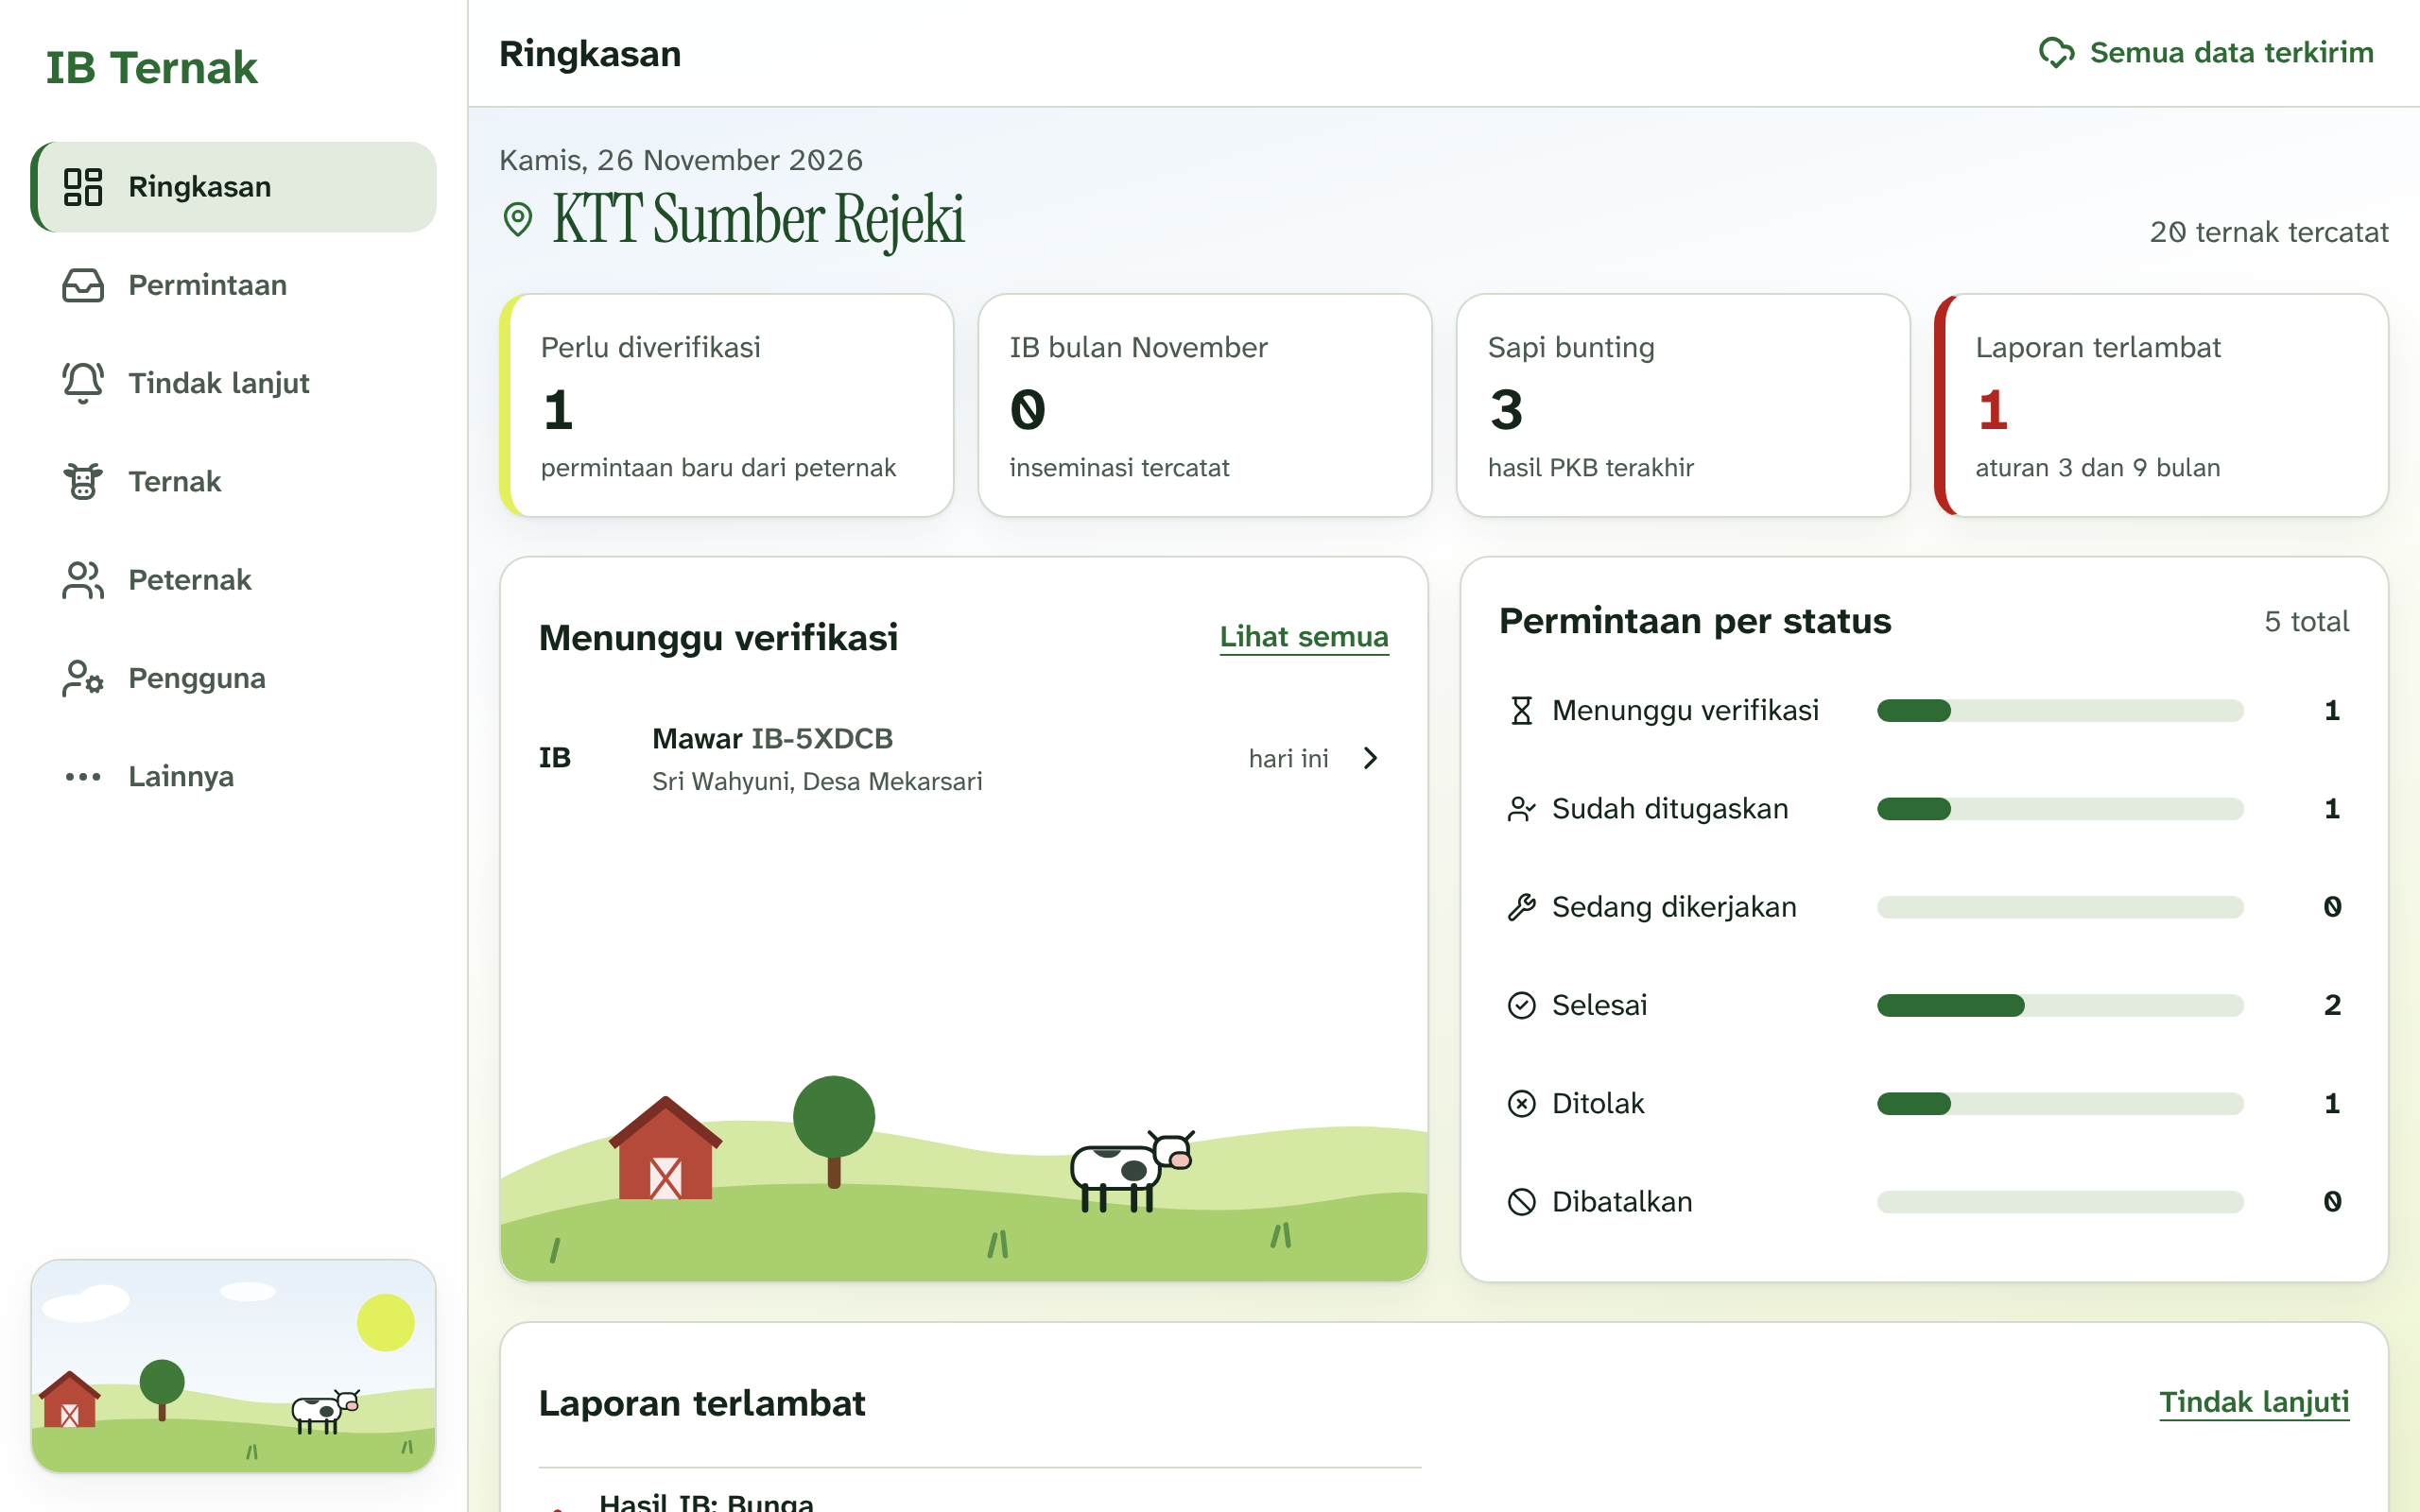 IB Ternak
Ringkasan
Permintaan
Tindak lanjut
Ternak
Peternak
Pengguna
Lainnya
Ringkasan
Semua data terkirim
Kamis, 26 November 2026
KTT Sumber Rejeki
20 ternak tercatat
Perlu diverifikasi
1
permintaan baru dari peternak
IB bulan November
0
inseminasi tercatat
Sapi bunting
3
hasil PKB terakhir
Laporan terlambat
1
aturan 3 dan 9 bulan
Menunggu verifikasi
Lihat semua
IB
Mawar IB-5XDCB
Sri Wahyuni, Desa Mekarsari
hari ini
Permintaan per status
5 total
Menunggu verifikasi 1
Sudah ditugaskan 1
Sedang dikerjakan 0
Selesai 2
Ditolak 1
Dibatalkan 0
Laporan terlambat
Tindak lanjuti
Hasil IB: Bunga